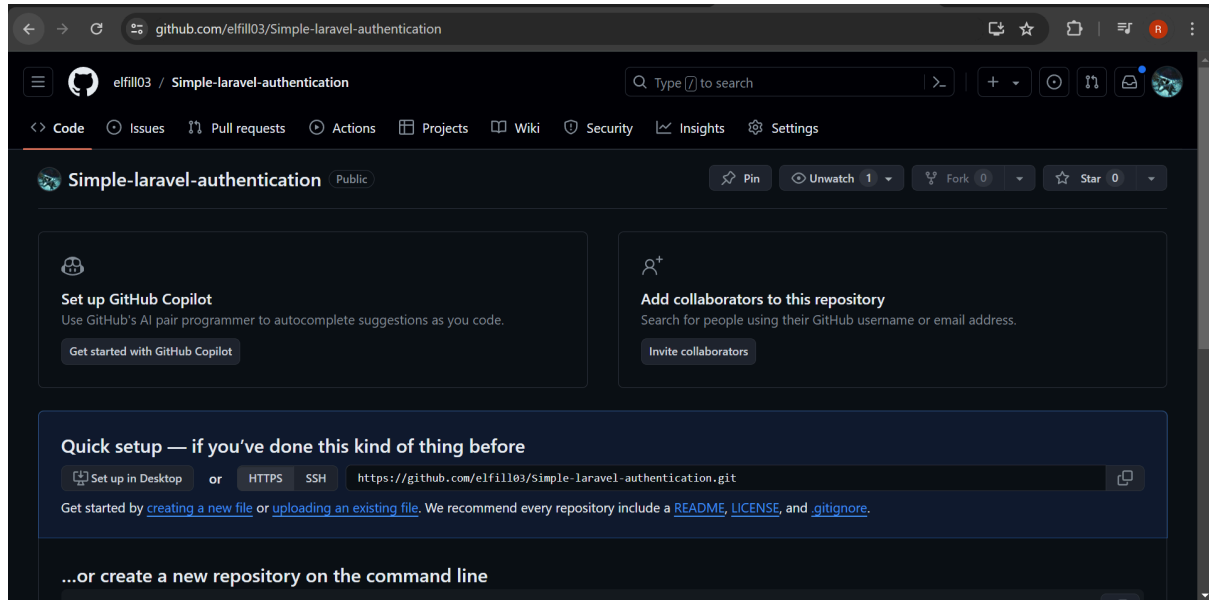 github.com/elfill03/Simple-laravel-authentication
R
elfill03 / Simple-laravel-authentication
Type / to search
Code Issues Pull requests Actions Projects Wiki Security Insights Settings
Simple-laravel-authentication Public
Pin Unwatch 1 Fork 0 Star 0
Set up GitHub Copilot
Use GitHub's AI pair programmer to autocomplete suggestions as you code.
Get started with GitHub Copilot
Add collaborators to this repository
Search for people using their GitHub username or email address.
Invite collaborators
Quick setup — if you've done this kind of thing before
Set up in Desktop or HTTPS SSH https://github.com/elfill03/Simple-laravel-authentication.git
Get started by creating a new file or uploading an existing file. We recommend every repository include a README, LICENSE, and .gitignore.
...or create a new repository on the command line